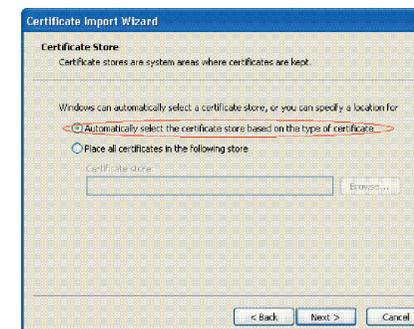 Certificate Import Wizard
Certificate Store
Certificate stores are system areas where certificates are kept.
Windows can automatically select a certificate store, or you can specify a location for
Automatically select the certificate store based on the type of certificate
Place all certificates in the following store
Certificate store:
Browse...
< Back Next > Cancel